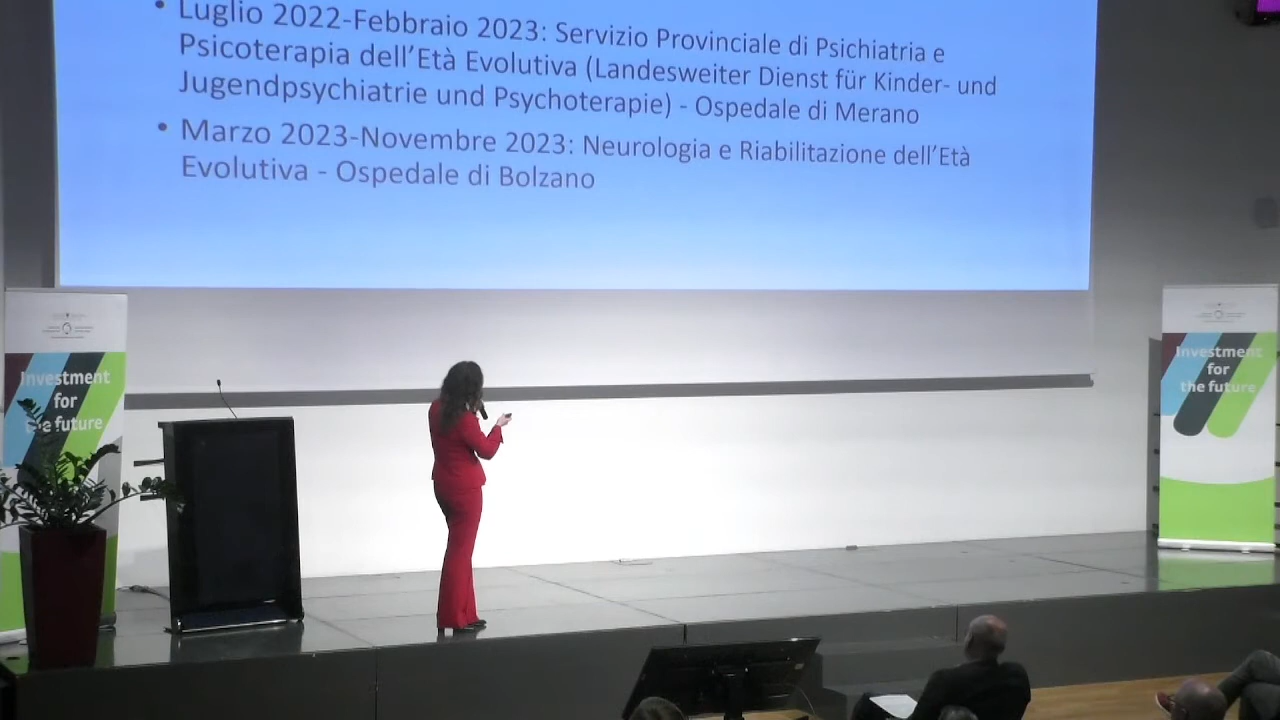 • Luglio 2022-Febbraio 2023: Servizio Provinciale di Psichiatria e
Psicoterapia dell'Età Evolutiva (Landesweiter Dienst für Kinder- und
Jugendpsychiatrie und Psychoterapie) - Ospedale di Merano
• Marzo 2023-Novembre 2023: Neurologia e Riabilitazione dell'Età
Evolutiva - Ospedale di Bolzano
Investment
for
the future
Investment
for
the future